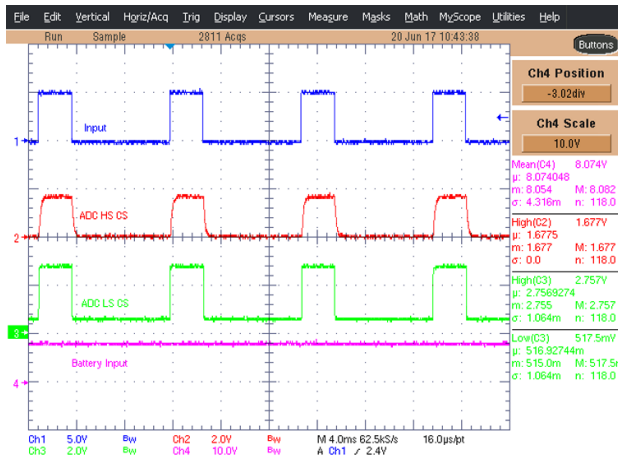 File Edit Vertical Horiz/Acq Trig Display Cursors Measure Masks Math MyScope Utilities Help
Run Sample 2811 Acqs 20 Jun 17 10:43:38
Buttons
Ch4 Position
-3.02div
Ch4 Scale
10.0V
Input
1
Mean(C4) 8.074V
µ: 8.074048
m: 8.054 M: 8.082
σ: 4.316m n: 118.0
ADC HS CS
2
High(C2) 1.677V
µ: 1.6775
m: 1.677 M: 1.677
σ: 0.0 n: 118.0
ADC LS CS
3
High(C3) 2.757V
µ: 2.7569274
m: 2.755 M: 2.757
σ: 1.064m n: 118.0
Battery Input
4
Low(C3) 517.5mV
µ: 516.92744m
m: 515.0m M: 517.5
σ: 1.064m n: 118.0
Ch1 5.0V Bw Ch2 2.0V Bw M 4.0ms 62.5kS/s 16.0µs/pt
Ch3 2.0V Bw Ch4 10.0V Bw A Ch1 2.4V